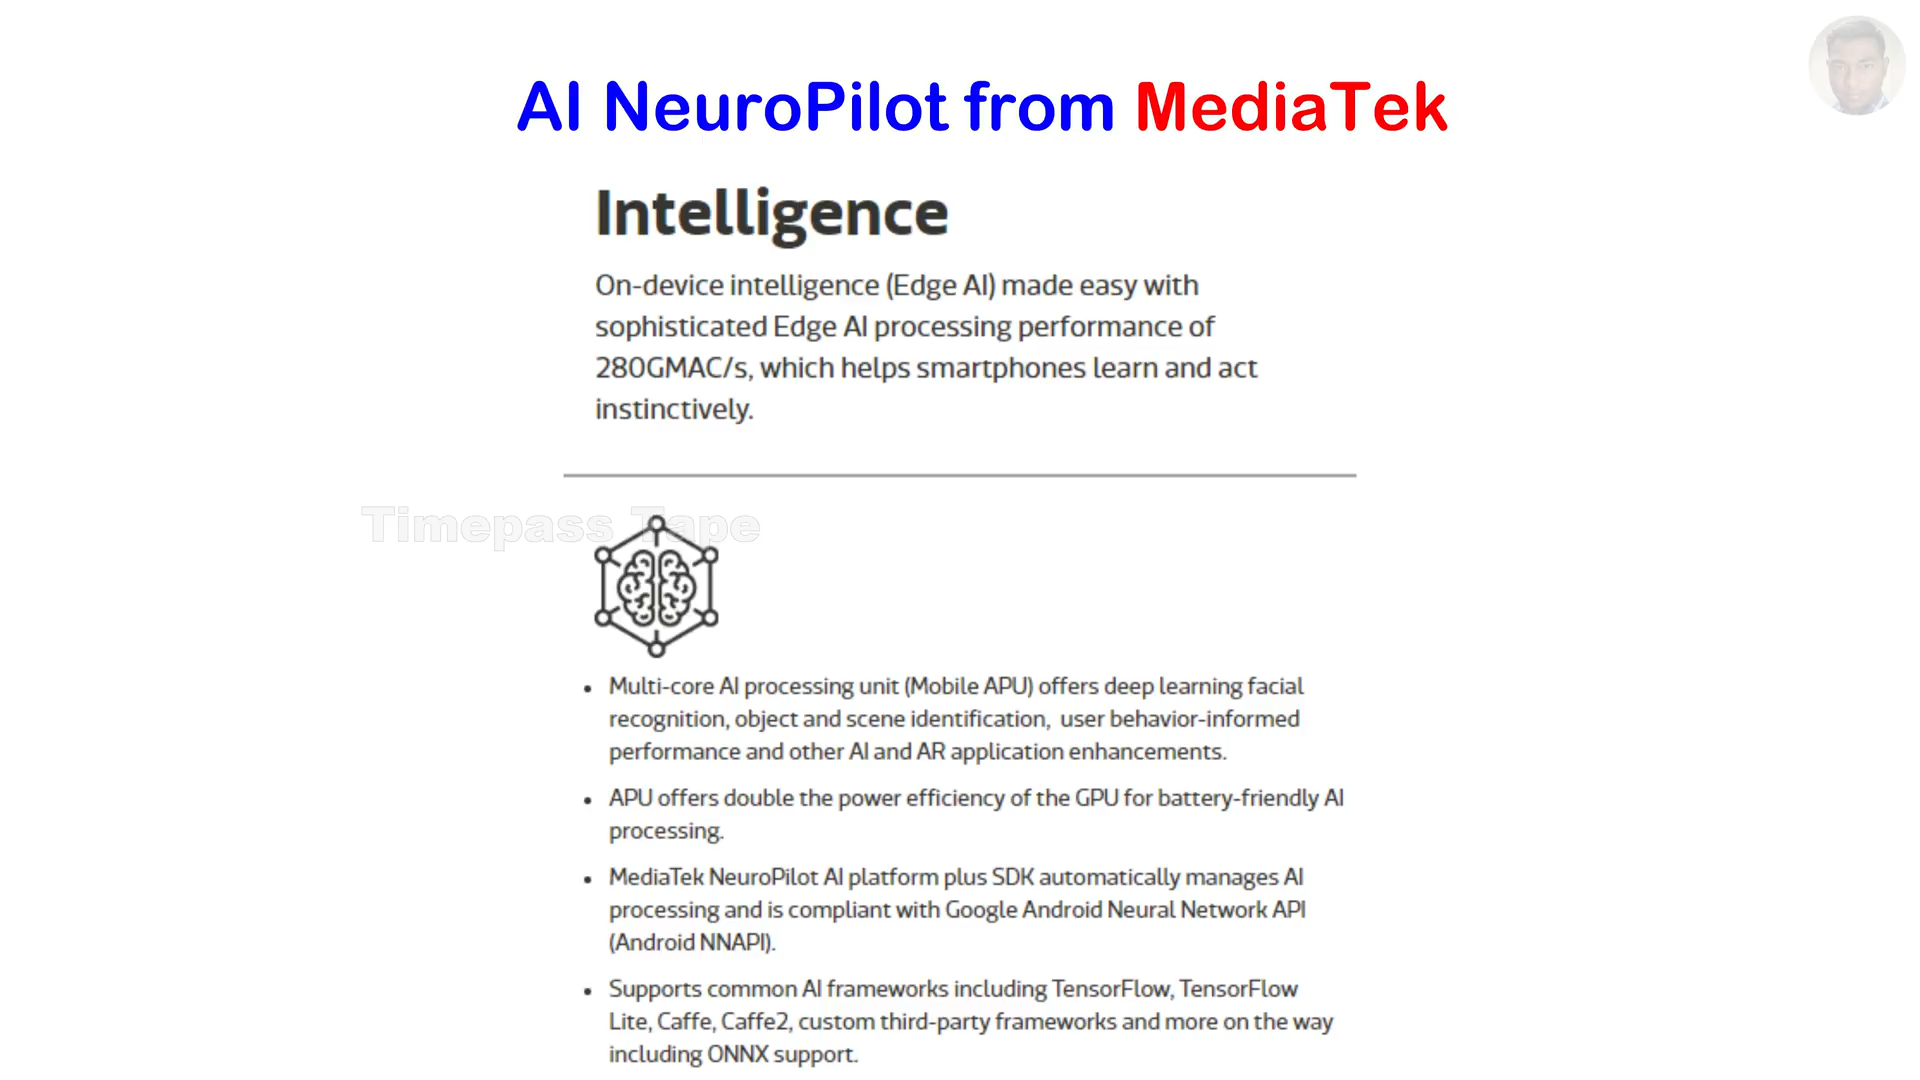 AI NeuroPilot from MediaTek
Intelligence
On-device intelligence (Edge AI) made easy with
sophisticated Edge AI processing performance of
280GMAC/s, which helps smartphones learn and act
instinctively.
Timepass Tape
• Multi-core AI processing unit (Mobile APU) offers deep learning facial
recognition, object and scene identification, user behavior-informed
performance and other AI and AR application enhancements.
• APU offers double the power efficiency of the GPU for battery-friendly AI
processing.
• MediaTek NeuroPilot AI platform plus SDK automatically manages AI
processing and is compliant with Google Android Neural Network API
(Android NNAPI).
• Supports common AI frameworks including TensorFlow, TensorFlow
Lite, Caffe, Caffe2, custom third-party frameworks and more on the way
including ONNX support.